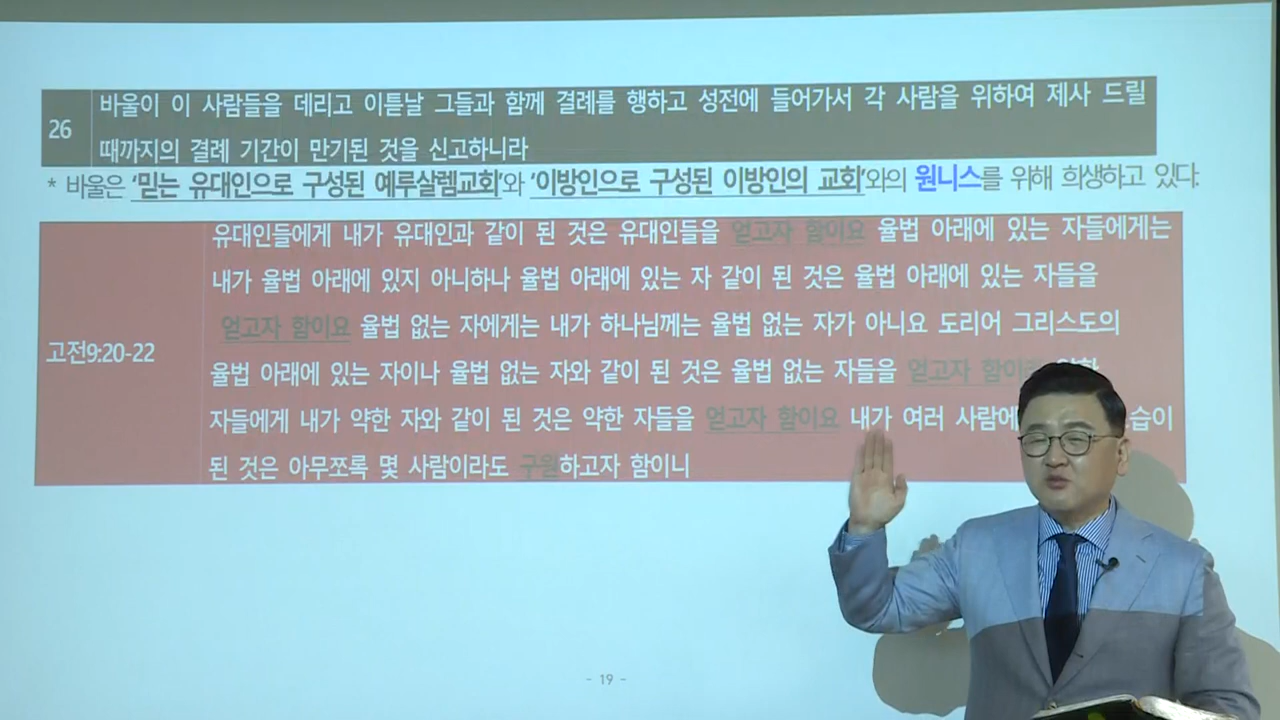 26
바울이 이 사람들을 데리고 이튿날 그들과 함께 결례를 행하고 성전에 들어가서 각 사람을 위하여 제사 드릴
때까지의 결례 기간이 만기된 것을 신고하니라
* 바울은 '믿는 유대인으로 구성된 예루살렘교회'와 '이방인으로 구성된 이방인의 교회'와의 원니스를 위해 희생하고 있다.
고전9:20-22
유대인들에게 내가 유대인과 같이 된 것은 유대인들을 얻고자 함이요 율법 아래에 있는 자들에게는
내가 율법 아래에 있지 아니하나 율법 아래에 있는 자 같이 된 것은 율법 아래에 있는 자들을
얻고자 함이요 율법 없는 자에게는 내가 하나님께는 율법 없는 자가 아니요 도리어 그리스도의
율법 아래에 있는 자이나 율법 없는 자와 같이 된 것은 율법 없는 자들을 얻고자
자들에게 내가 약한 자와 같이 된 것은 약한 자들을 얻고자 함이요 내가 여러 사람에 습이
된 것은 아무쪼록 몇 사람이라도 구원하고자 함이니
- 19 -